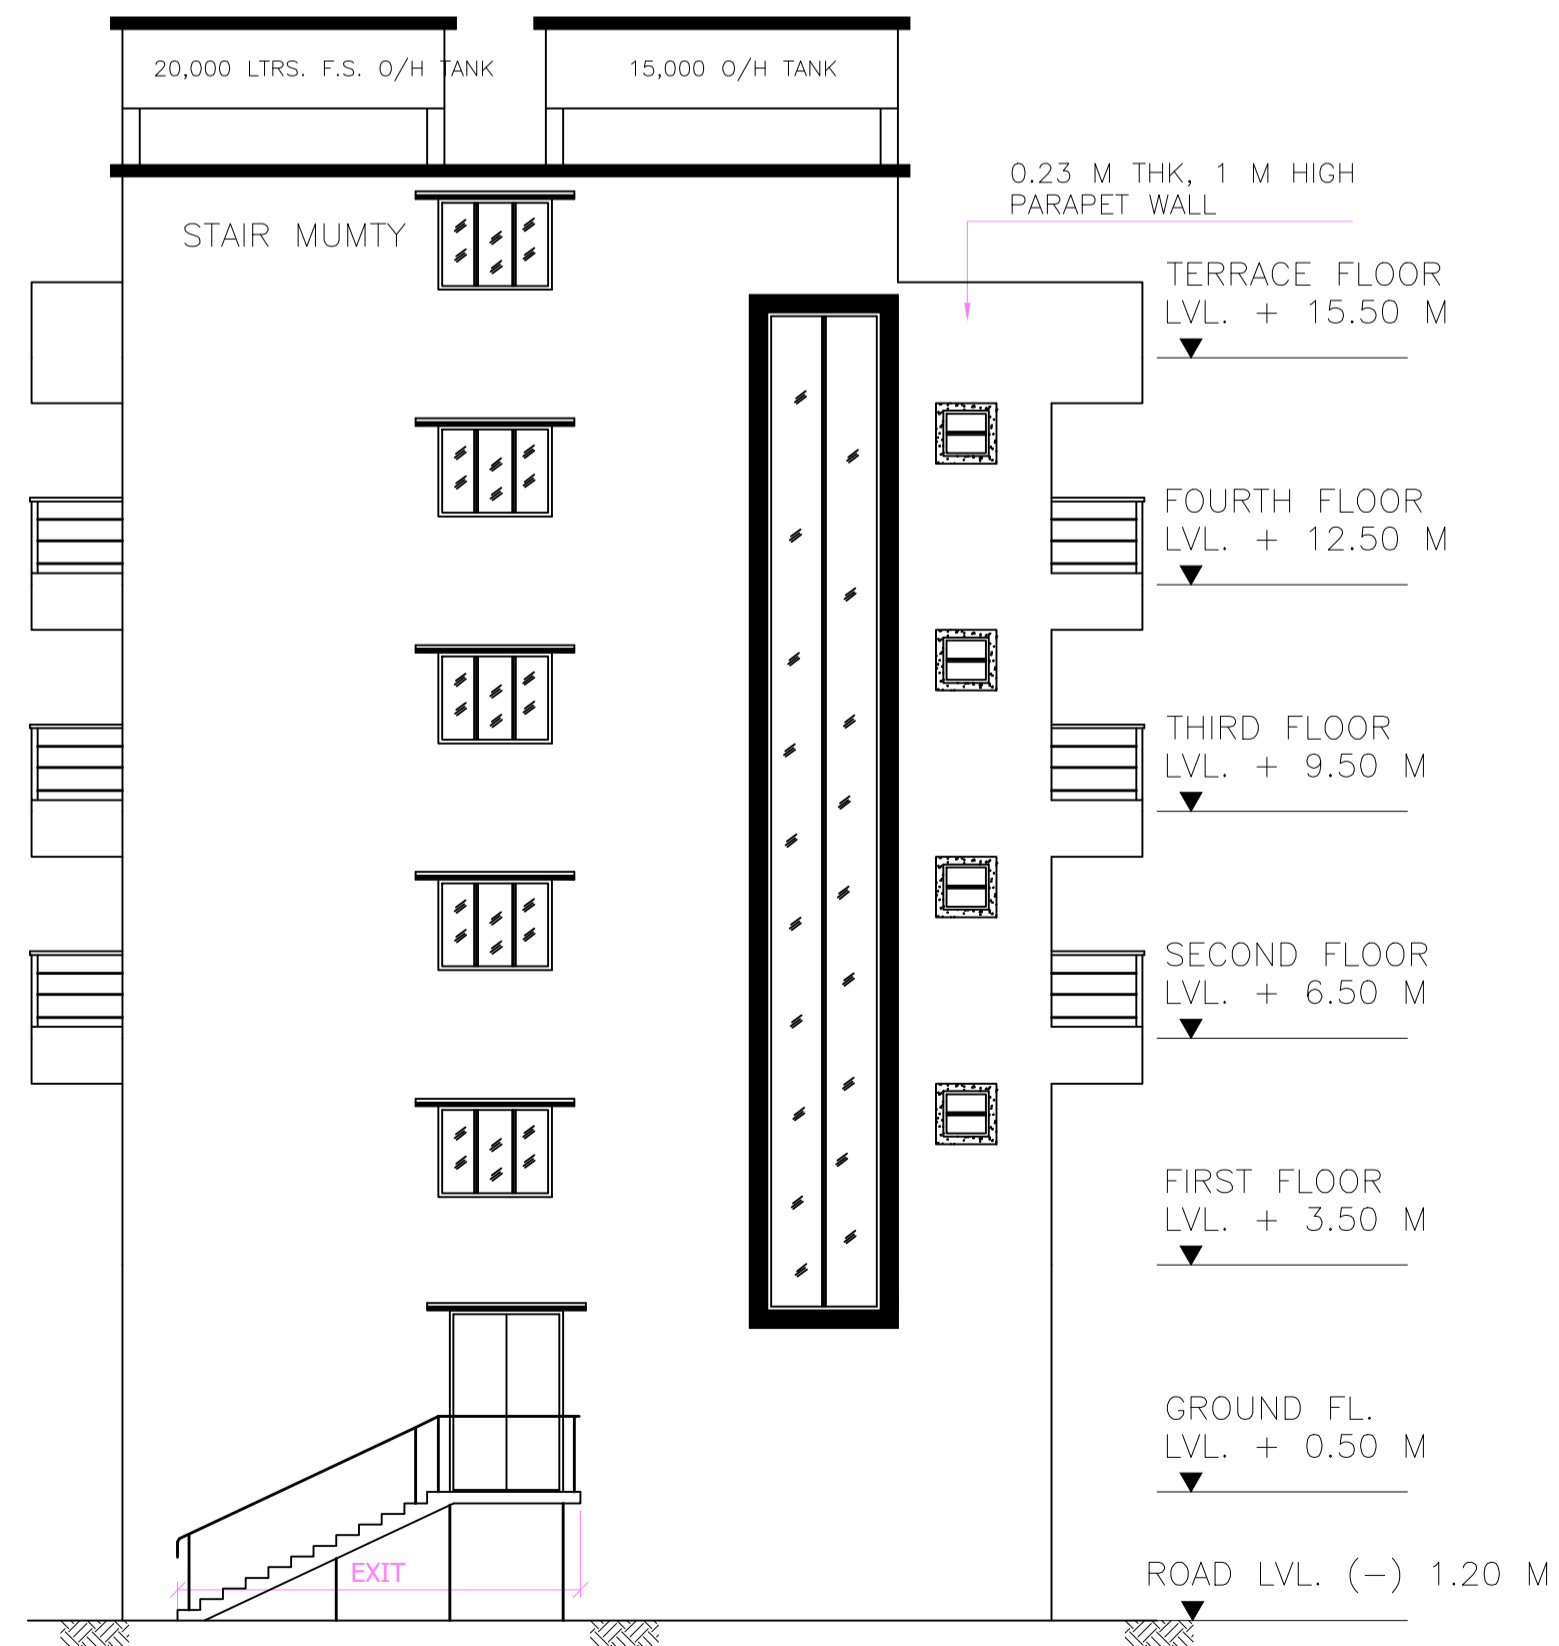 20,000 LTRS. F.S. O/H TANK
15,000 O/H TANK
0.23 M THK, 1 M HIGH
PARAPET WALL
STAIR MUMTY
TERRACE FLOOR
LVL. + 15.50 M
FOURTH FLOOR
LVL. + 12.50 M
THIRD FLOOR
LVL. + 9.50 M
SECOND FLOOR
LVL. + 6.50 M
FIRST FLOOR
LVL. + 3.50 M
GROUND FL.
LVL. + 0.50 M
EXIT
ROAD LVL. (-) 1.20 M